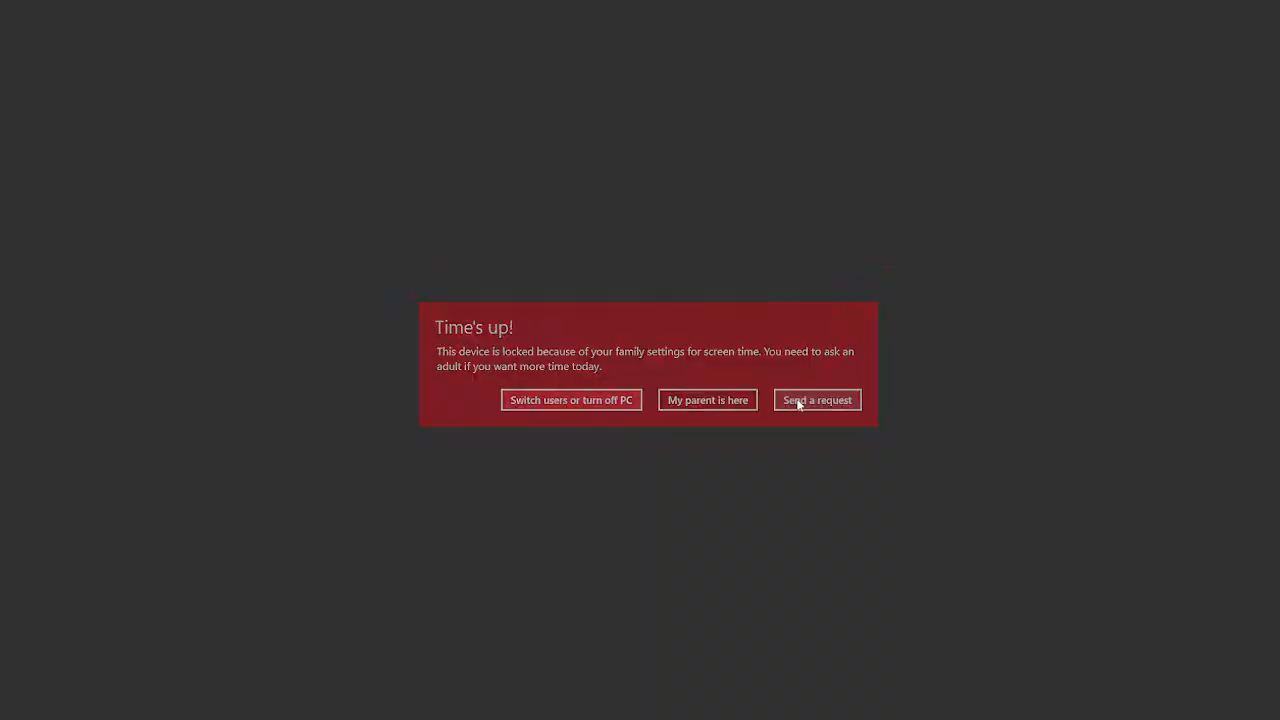 Time's up!
This device is locked because of your family settings for screen time. You need to ask an
adult if you want more time today.
Switch users or turn off PC
My parent is here
Send a request